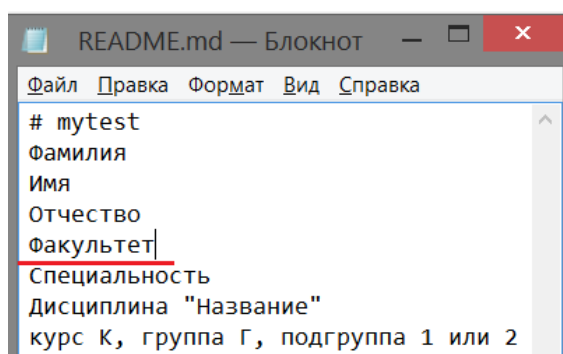 README.md — Блокнот
Файл Правка Формат Вид Справка
# mytest
Фамилия
Имя
Отчество
Факультет
Специальность
Дисциплина "Название"
курс К, группа Г, подгруппа 1 или 2